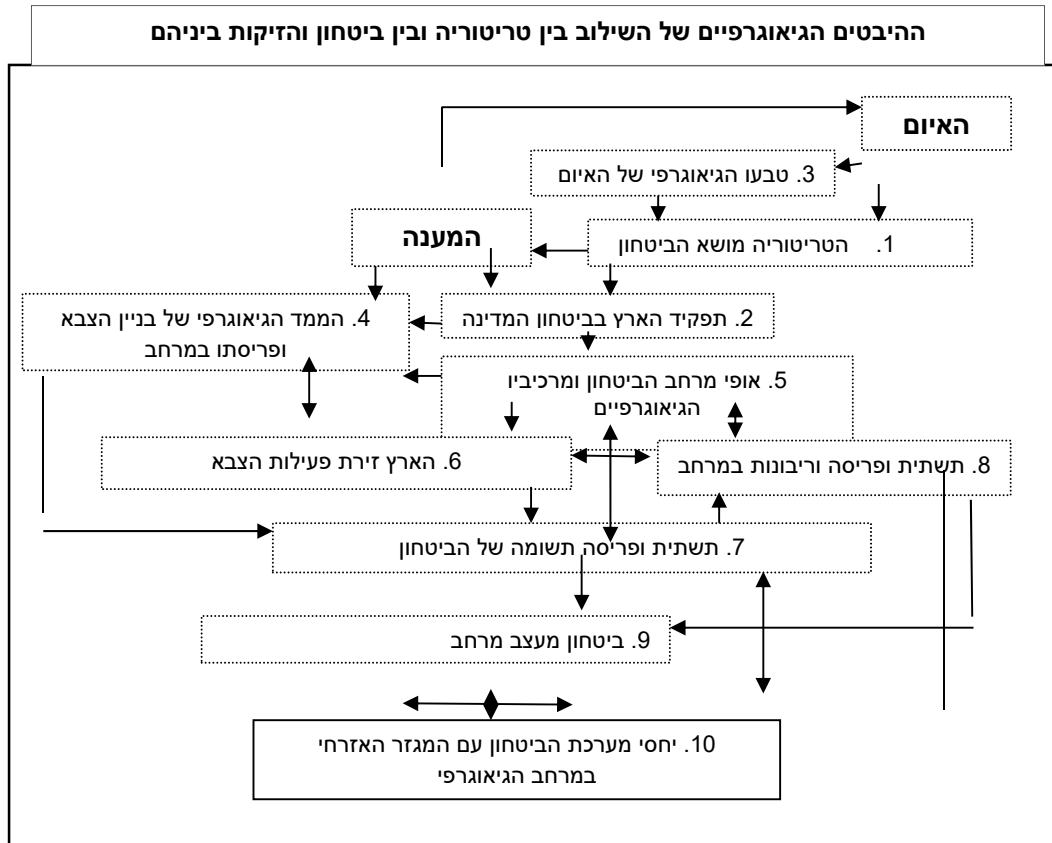 ההיבטים הגיאוגרפיים של השילוב בין טריטוריה ובין ביטחון והזיקות ביניהם
האיום
3. טבעו הגיאוגרפי של האיום
1. הטריטוריה מושא הביטחון
המענה
2. תפקיד הארץ בביטחון המדינה
4. הממד הגיאוגרפי של בניין הצבא
ופריסתו במרחב
5. אופי מרחב הביטחון ומרכיביו
הגיאוגרפיים
6. הארץ זירת פעילות הצבא
8. תשתית ופריסה וריבונות במרחב
7. תשתית ופריסה תשומה של הביטחון
9. ביטחון מעצב מרחב
10. יחסי מערכת הביטחון עם המגזר האזרחי
במרחב הגיאוגרפי